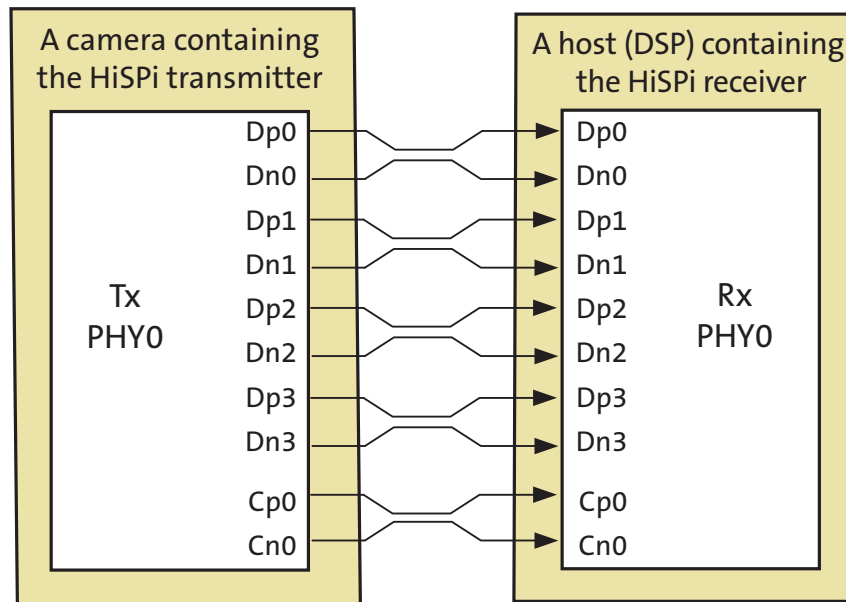 A camera containing
the HiSPi transmitter
Dp0
Dn0
Dp1
Dn1
Tx
PHY0
Dp2
Dn2
Dp3
Dn3
Cp0
Cn0
A host (DSP) containing
the HiSPi receiver
Dp0
Dn0
Dp1
Dn1
Dp2
Dn2
Rx
PHY0
Dp3
Dn3
Cp0
Cn0